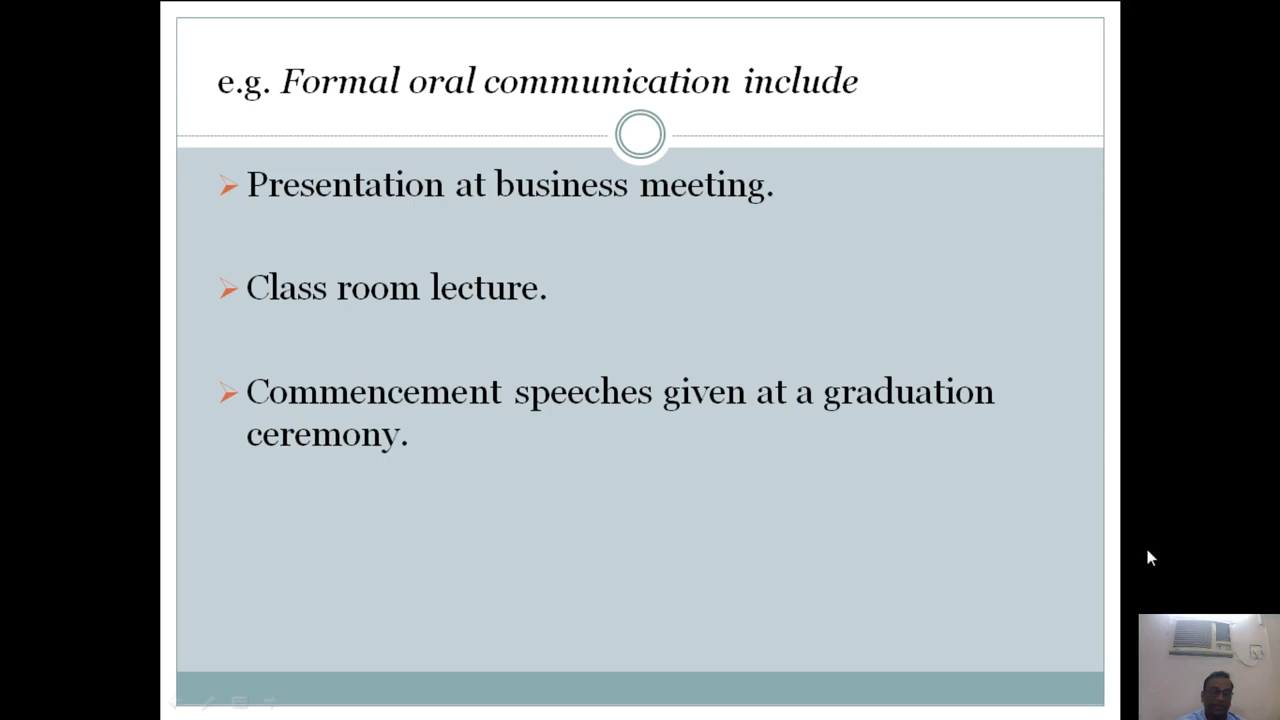 e.g. Formal oral communication include
Presentation at business meeting.
Class room lecture.
Commencement speeches given at a graduation
ceremony.